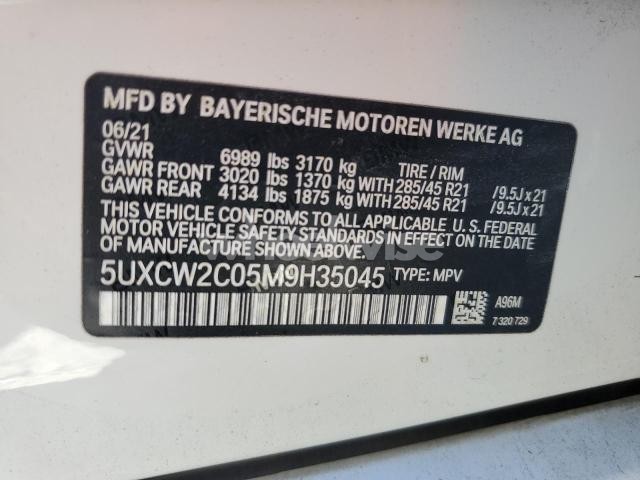 MFD BY BAYERISCHE MOTOREN WERKE AG
06/21
GVWR 6989 lbs 3170 kg TIRE / RIM
GAWR FRONT 3020 lbs 1370 kg WITH 285/45 R21 /9.5J x 21
GAWR REAR 4134 lbs 1875 kg WITH 285/45 R21 /9.5J x 21
THIS VEHICLE CONFORMS TO ALL APPLICABLE U. S. FEDERAL
MOTOR VEHICLE SAFETY STANDARDS IN EFFECT ON THE DATE
OF MANUFACTURE SHOWN ABOVE.
5UXCW2C05M9H35045 TYPE: MPV
A96M
7 320 729